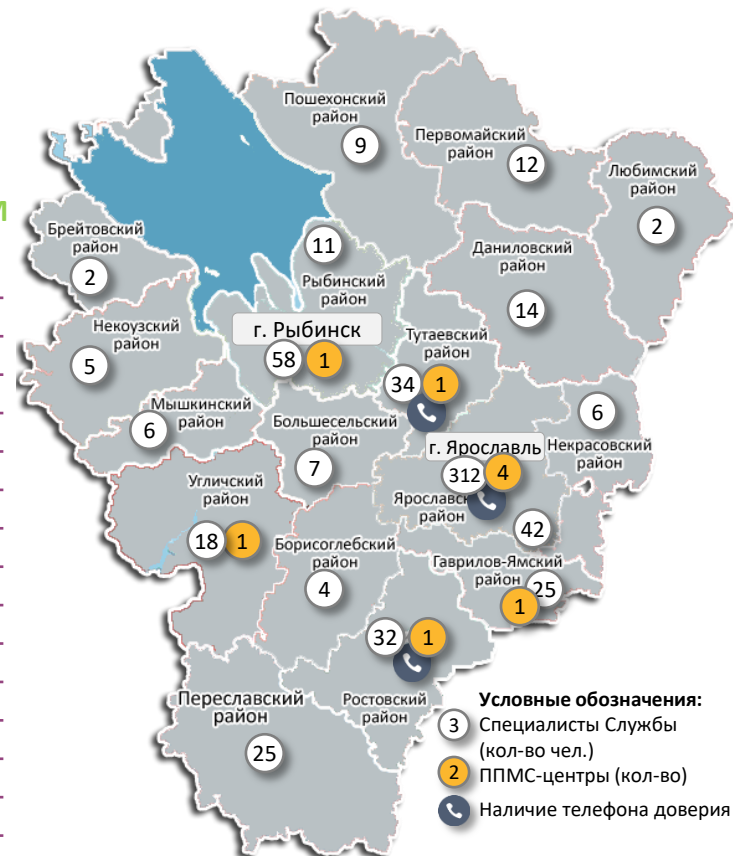 Пошехонский
район
9
Первомайский
район
12
Любимский
район
2
М
Брейтовский
район
2
11
Рыбинский
район
Даниловский
район
14
Некоузский
район
5
г. Рыбинск
58
1
Тутаевский
район
34
1
Мышкинский
район
6
Большесельский
район
7
6
Некрасовский
район
г. Ярославль
312
4
Ярославск
район
42
Угличский
район
18
1
Борисоглебский
район
4
Гаврилов-Ямский
район
25
1
32
1
Ростовский
район
Переславский
район
25
Условные обозначения:
3
Специалисты Службы
(кол-во чел.)
2
ППМС-центры (кол-во)
Наличие телефона доверия